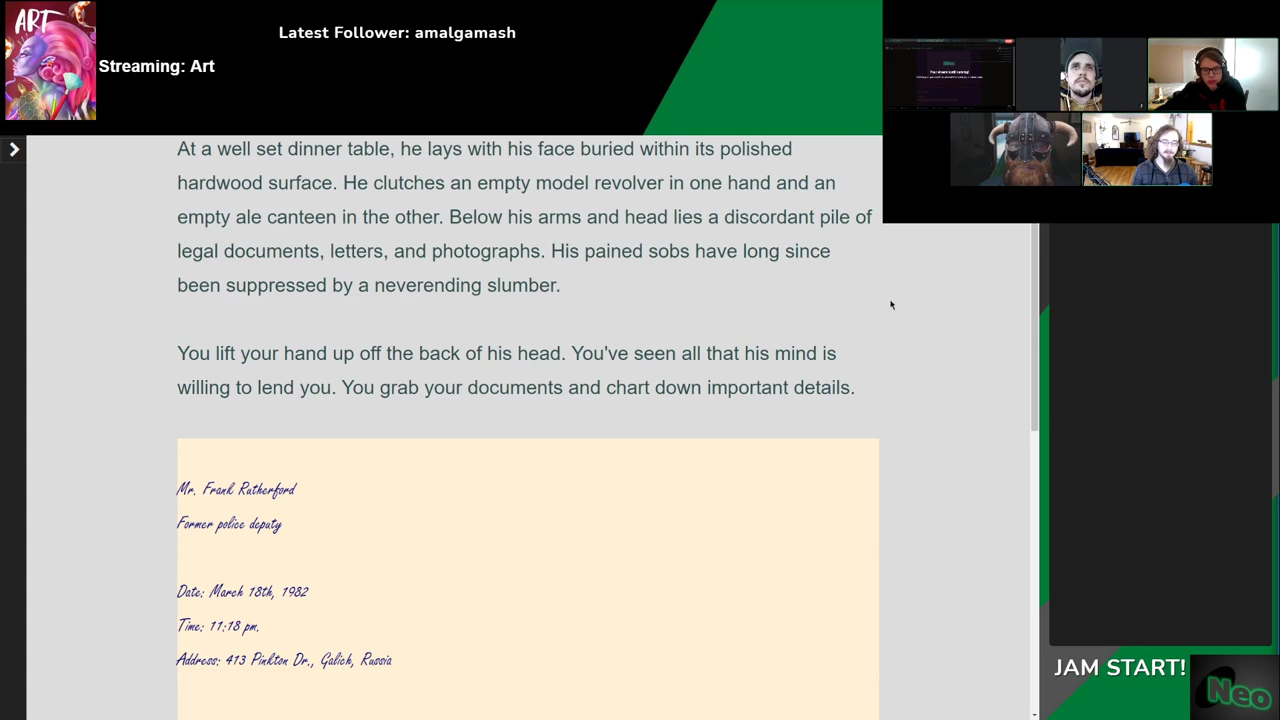 ART
Latest Follower: amalgamash
Streaming: Art
At a well set dinner table, he lays with his face buried within its polished
hardwood surface. He clutches an empty model revolver in one hand and an
empty ale canteen in the other. Below his arms and head lies a discordant pile of
legal documents, letters, and photographs. His pained sobs have long since
been suppressed by a neverending slumber.
You lift your hand up off the back of his head. You've seen all that his mind is
willing to lend you. You grab your documents and chart down important details.
Mr. Frank Rutherford
Former police deputy
Date: March 18th, 1982
Time: 11:18 pm.
Address: 413 Pinkton Dr., Galich, Russia
JAM START!
Neo